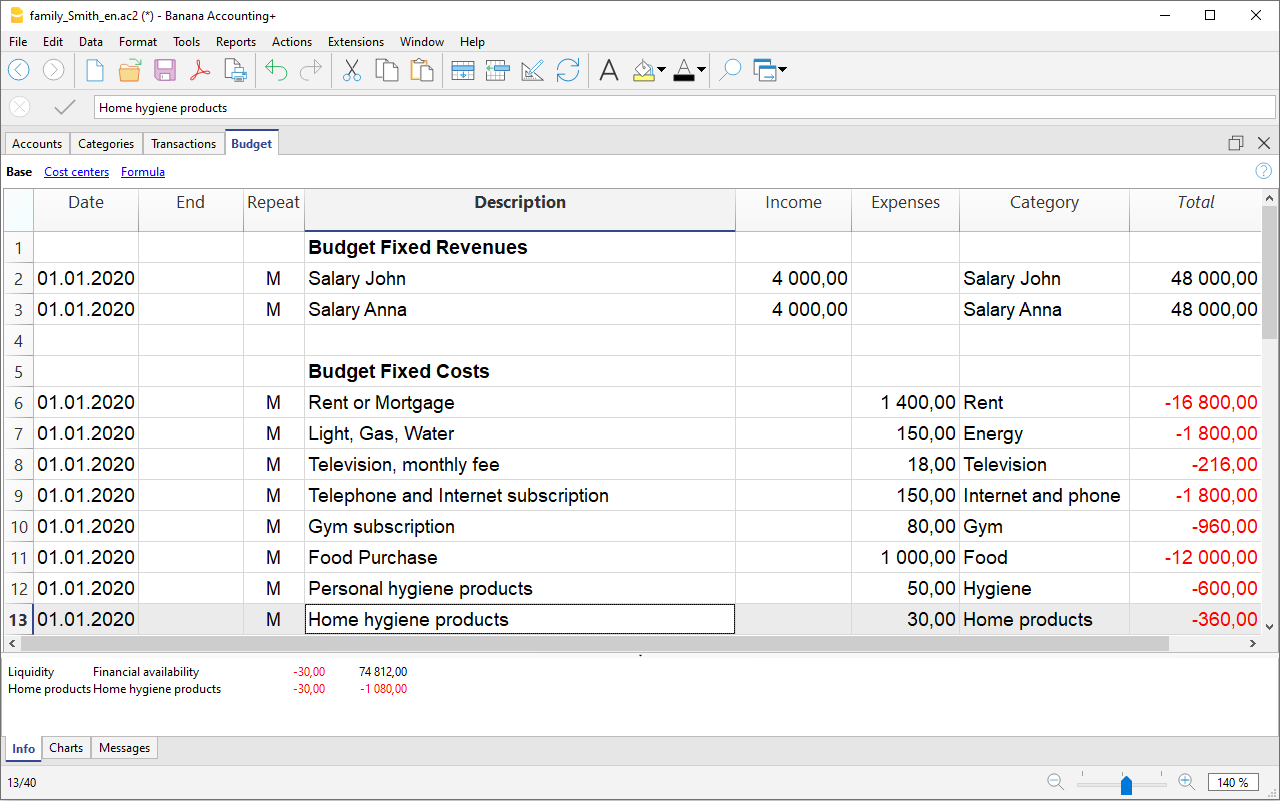 family_Smith_en.ac2 (*) - Banana Accounting+
File Edit Data Format Tools Reports Actions Extensions Window Help
Home hygiene products
Accounts Categories Transactions Budget
Base Cost centers Formula
Date End Repeat Description Income Expenses Category Total
1 Budget Fixed Revenues
2 01.01.2020 M Salary John 4 000,00 Salary John 48 000,00
3 01.01.2020 M Salary Anna 4 000,00 Salary Anna 48 000,00
4
5 Budget Fixed Costs
6 01.01.2020 M Rent or Mortgage 1 400,00 Rent -16 800,00
7 01.01.2020 M Light, Gas, Water 150,00 Energy -1 800,00
8 01.01.2020 M Television, monthly fee 18,00 Television -216,00
9 01.01.2020 M Telephone and Internet subscription 150,00 Internet and phone -1 800,00
10 01.01.2020 M Gym subscription 80,00 Gym -960,00
11 01.01.2020 M Food Purchase 1 000,00 Food -12 000,00
12 01.01.2020 M Personal hygiene products 50,00 Hygiene -600,00
13 01.01.2020 M Home hygiene products 30,00 Home products -360,00
Liquidity Financial availability -30,00 74 812,00
Home products Home hygiene products -30,00 -1 080,00
Info Charts Messages
13/40 140 %